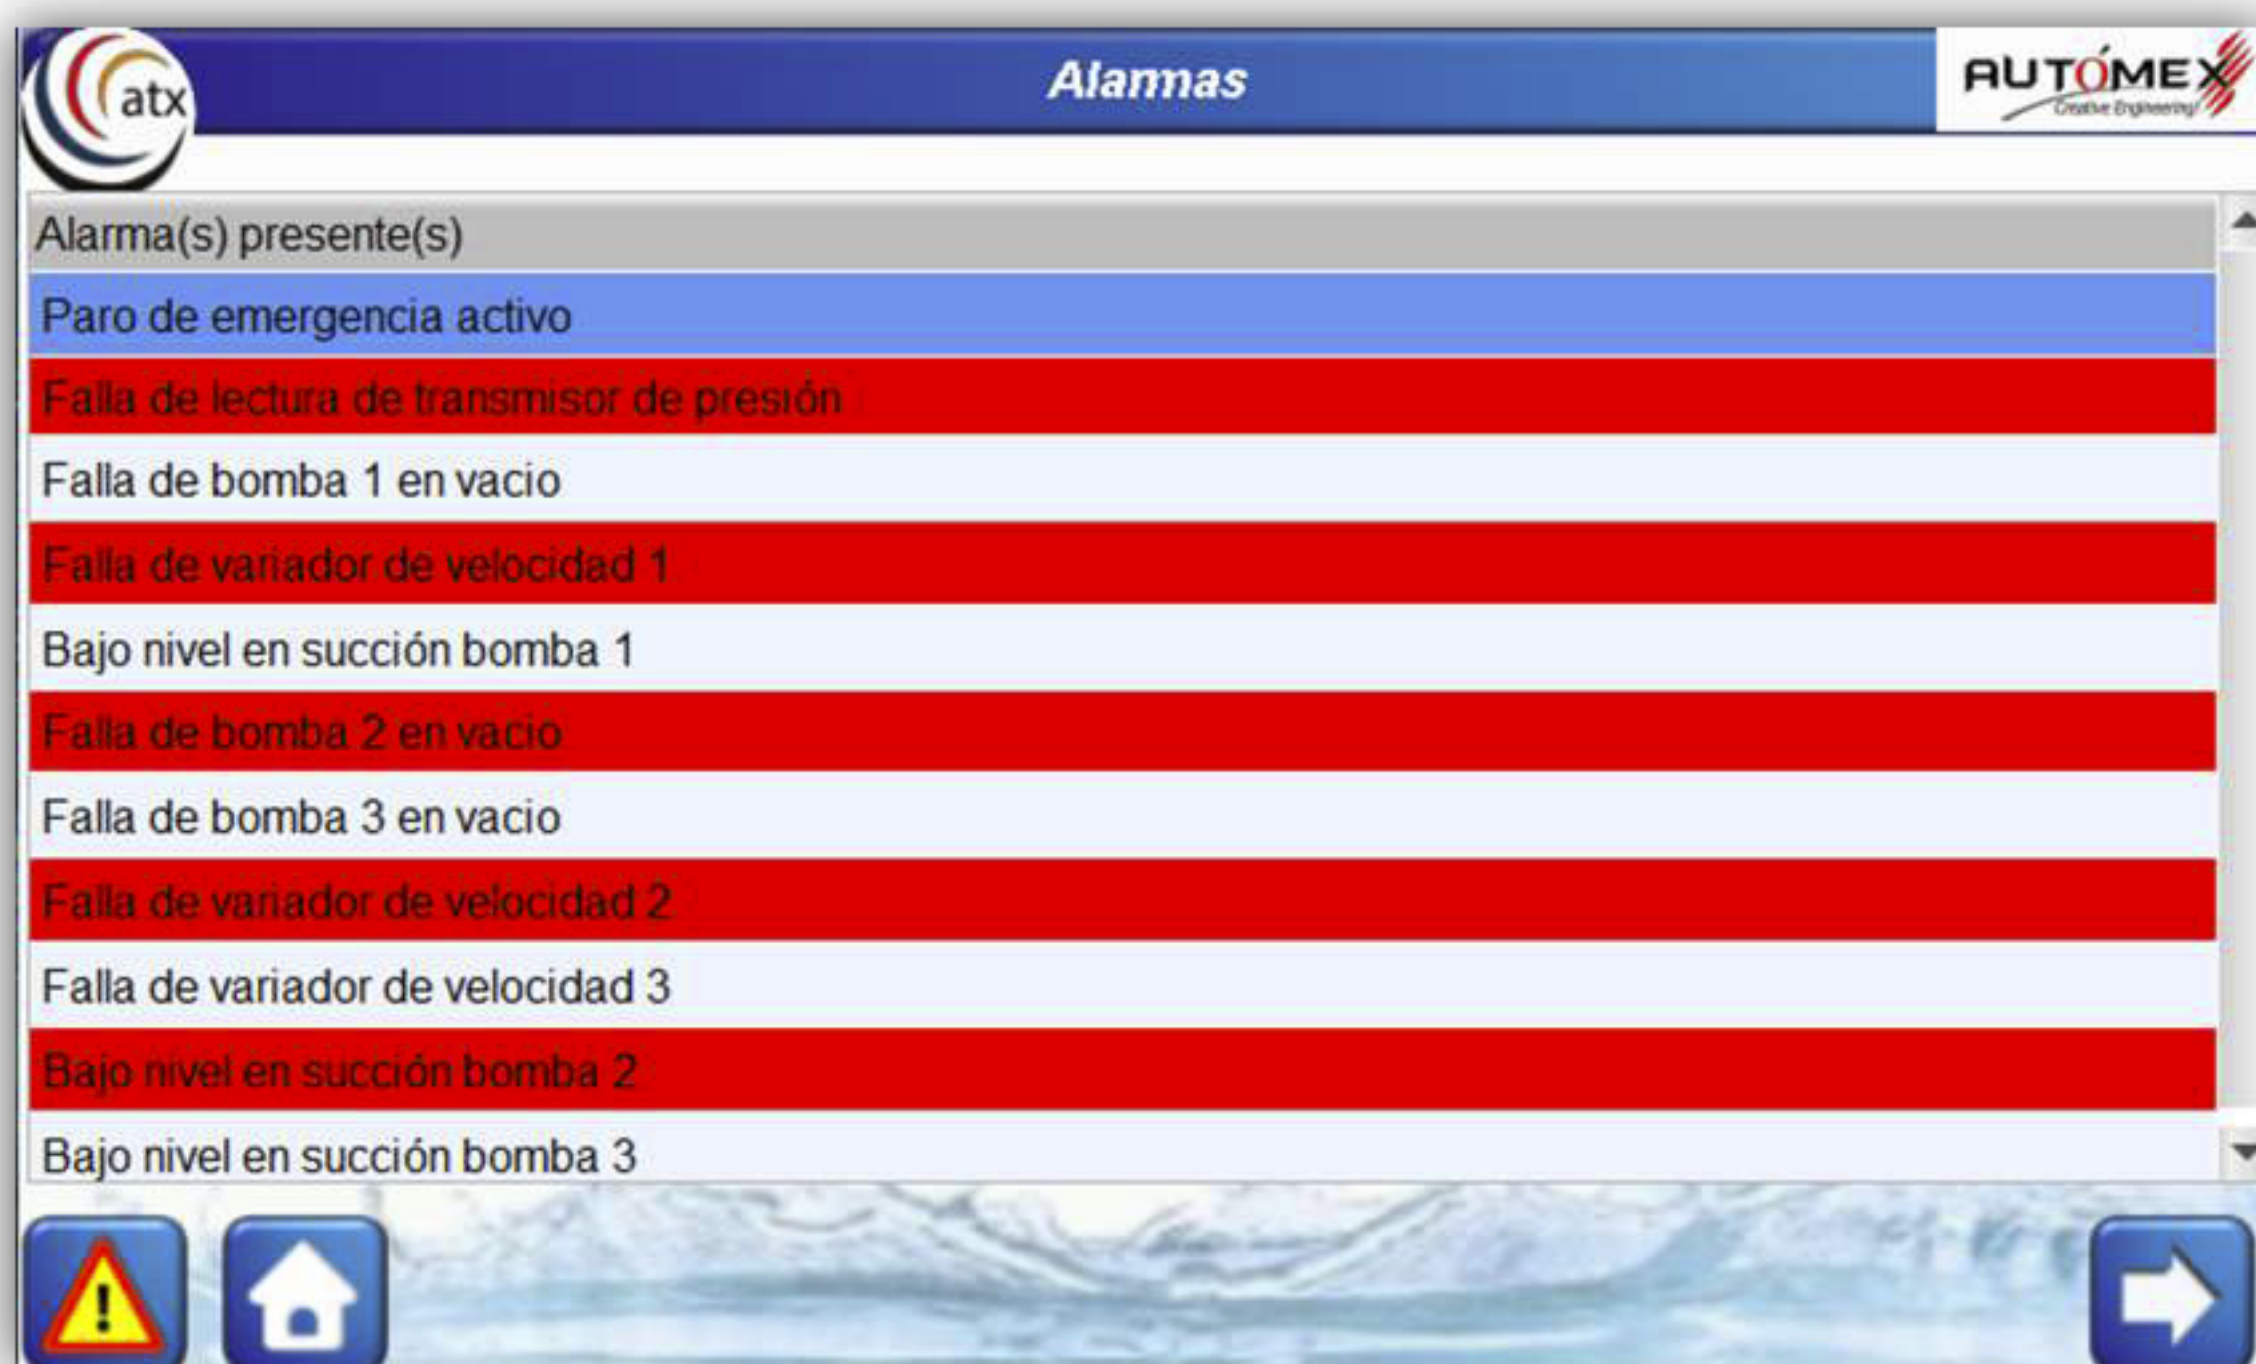 atx
Alarmas
AUTÓMEX
Creative Engineering!
Alarma(s) presente(s)
Paro de emergencia activo
Falla de lectura de transmisor de presión
Falla de bomba 1 en vacio
Falla de variador de velocidad 1
Bajo nivel en succión bomba 1
Falla de bomba 2 en vacio
Falla de bomba 3 en vacio
Falla de variador de velocidad 2
Falla de variador de velocidad 3
Bajo nivel en succión bomba 2
Bajo nivel en succión bomba 3
!